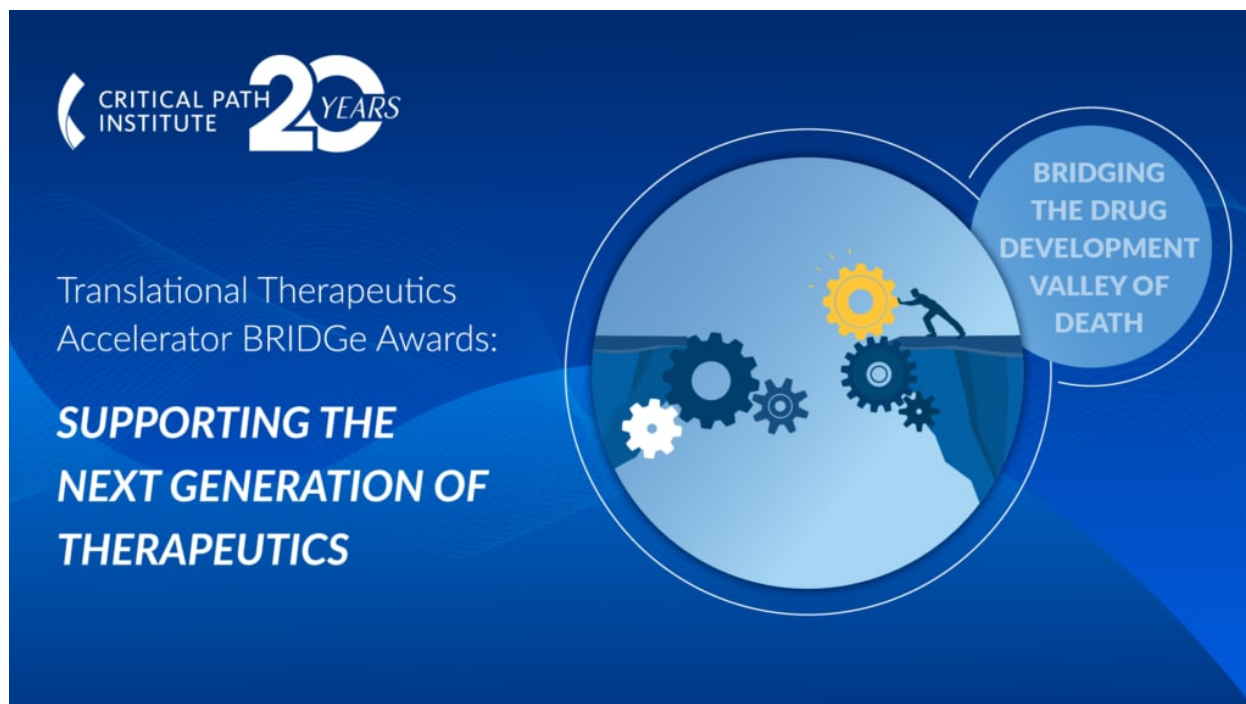 CRITICAL PATH
INSTITUTE
20
YEARS
Translational Therapeutics
Accelerator BRIDGe Awards:
SUPPORTING THE
NEXT GENERATION OF
THERAPEUTICS
BRIDGING
THE DRUG
DEVELOPMENT
VALLEY OF
DEATH